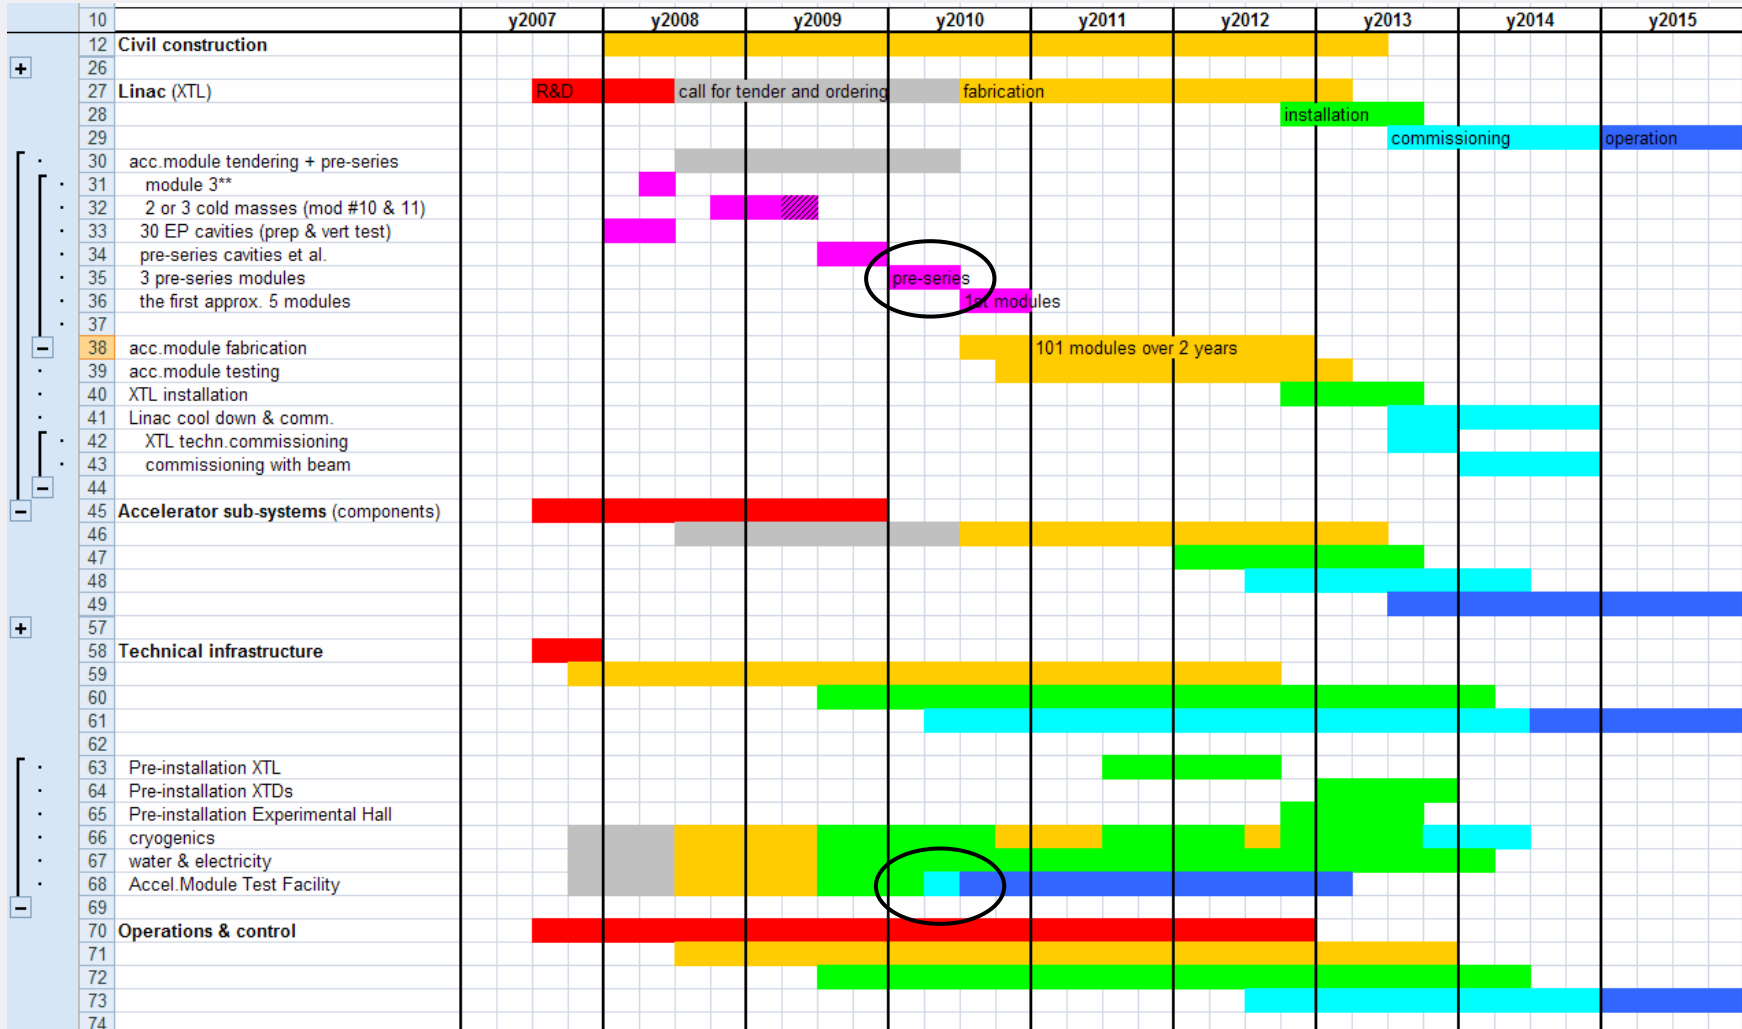 10 y2007 y2008 y2009 y2010 y2011 y2012 y2013 y2014 y2015
12 Civil construction
26
27 Linac (XTL) R&D call for tender and ordering fabrication
28 installation
29 commissioning operation
30 acc.module tendering + pre-series
31 module 3**
32 2 or 3 cold masses (mod #10 & 11)
33 30 EP cavities (prep & vert test)
34 pre-series cavities et al.
35 3 pre-series modules pre-series
36 the first approx. 5 modules 1st modules
37
38 acc.module fabrication 101 modules over 2 years
39 acc.module testing
40 XTL installation
41 Linac cool down & comm.
42 XTL techn.commissioning
43 commissioning with beam
44
45 Accelerator sub-systems (components)
46
47
48
49
57
58 Technical infrastructure
59
60
61
62
63 Pre-installation XTL
64 Pre-installation XTDs
65 Pre-installation Experimental Hall
66 cryogenics
67 water & electricity
68 Accel.Module Test Facility
69
70 Operations & control
71
72
73
74